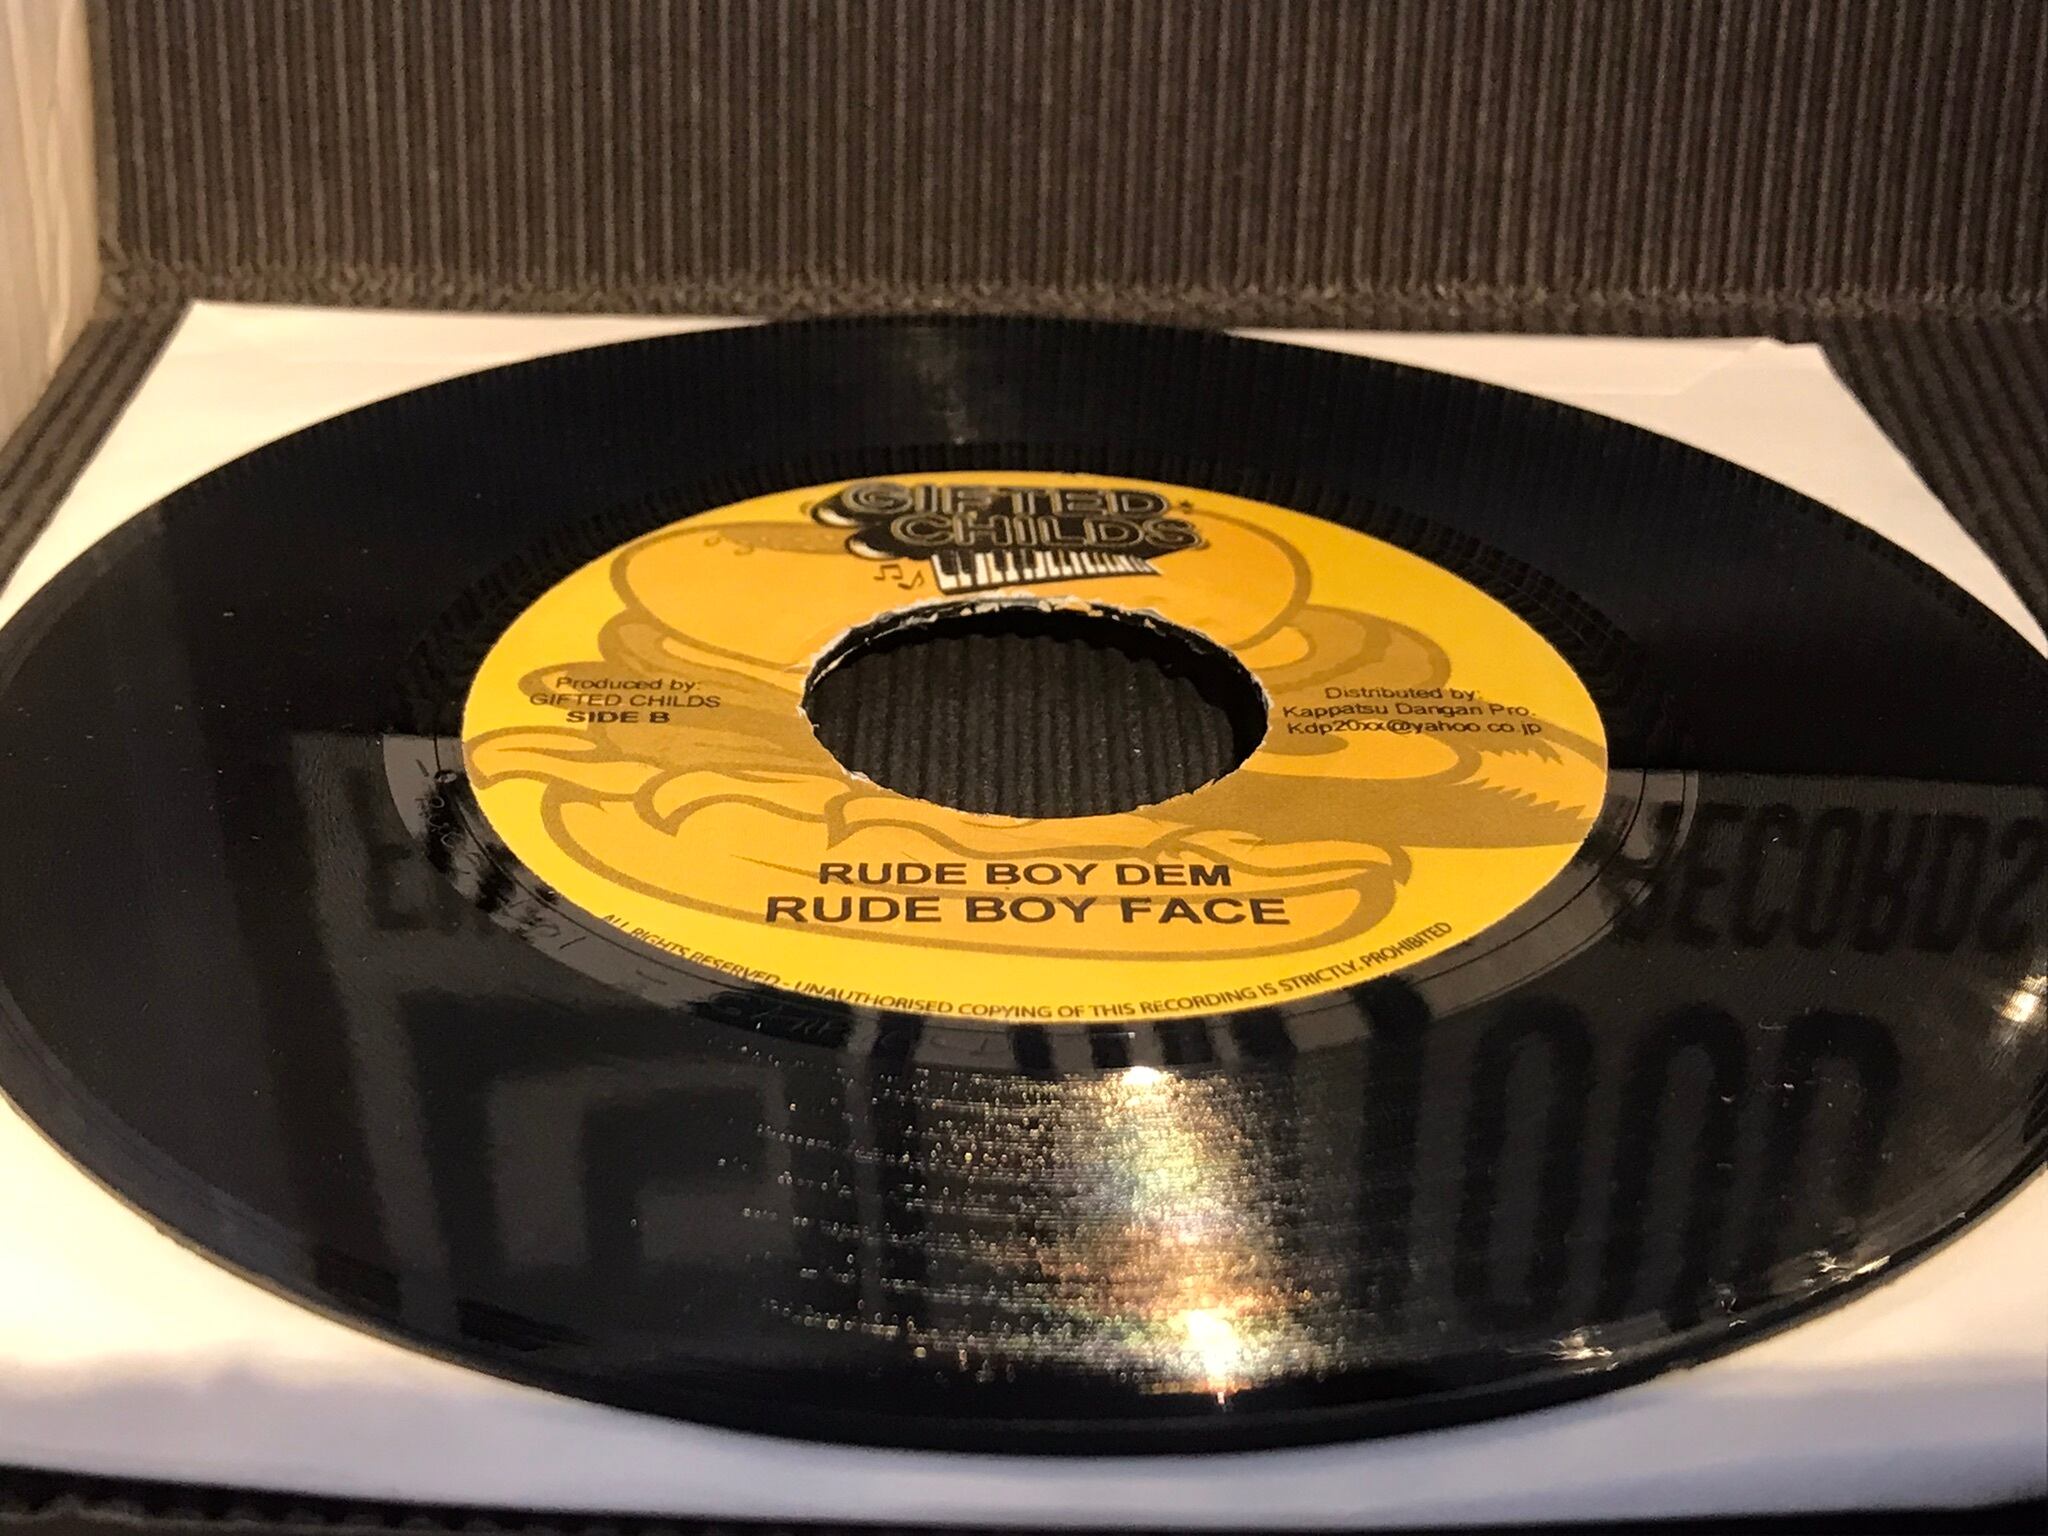 GIFTED
CHILDS
Produced by:
GIFTED CHILDS
SIDE B
Distributed by:
Kappatsu Dangan Pro.
Kdp20xx@yahoo.co.jp
RUDE BOY DEM
RUDE BOY FACE
ALL RIGHTS RESERVED - UNAUTHORISED COPYING OF THIS RECORDING IS STRICTLY. PROHIBITED
RECORDS